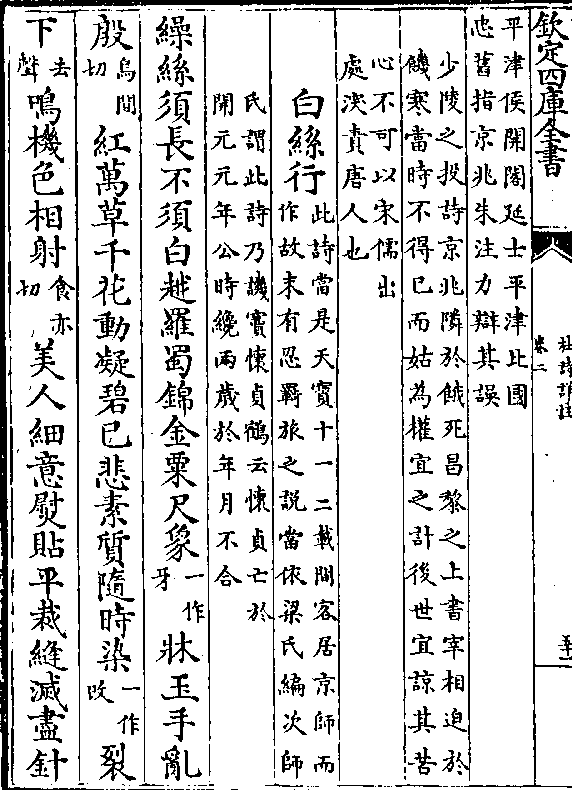 欽定四庫全書
杜詩詳註
卷二
平津侯開閣延士平津比國
忠舊指京兆朱注力辯其誤
少陵之投詩京兆隣於餓死昌黎之上書宰相迫於
饑寒當時不得已而姑為權宜之計後世宜諒其苦
心不可以宋儒出
處深責唐人也
白絲行
此詩當是天寶十一二載間客居京師而
作故末有忍羇旅之説當依梁氏編次師
氏謂此詩乃譏竇懷貞鶴云懷貞亡於
開元元年公時纔兩歲於年月不合
繰絲須長不須白越羅蜀錦金粟尺象一作牙牀玉手亂
殷烏閒切紅萬草千花動凝碧已悲素質隨時染一作改裂
下去聲鳴機色相射食亦切美人細意熨貼平裁縫滅盡針